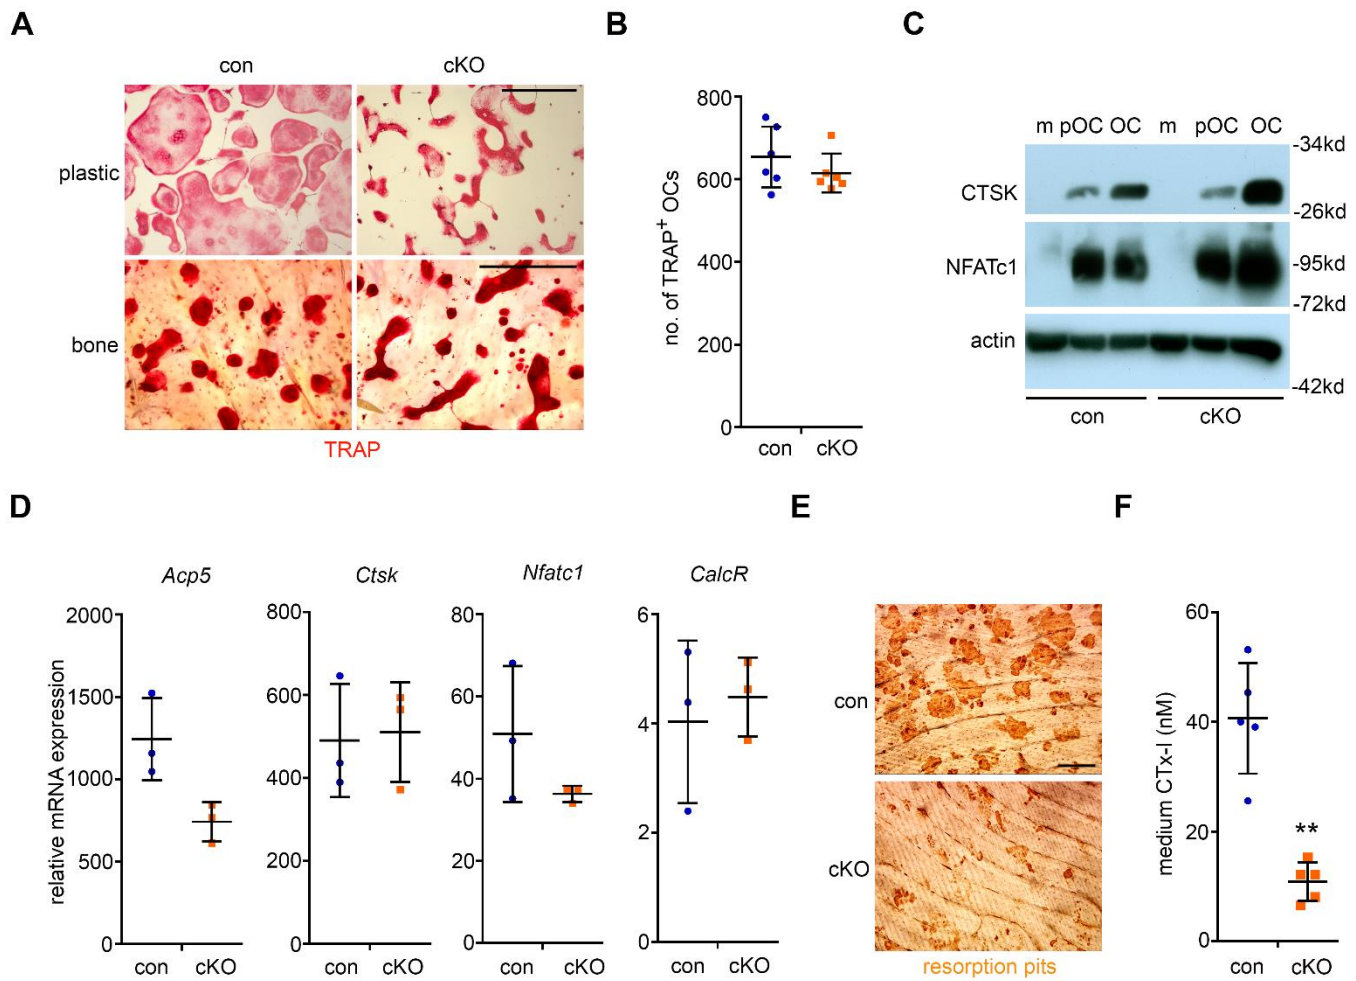 A
con
cKO
plastic
bone
TRAP
B
no. of TRAP+ OCs
800
600
400
200
0
con
cKO
C
m pOC OC m pOC OC
CTSK
NFATc1
actin
-34kd
-26kd
-95kd
-72kd
-42kd
con
cKO
D
relative mRNA expression
Acp5
2000
1500
1000
500
0
con
cKO
Ctsk
800
600
400
200
0
con
cKO
Nfatc1
80
60
40
20
0
con
cKO
CalcR
6
4
2
0
con
cKO
E
con
cKO
resorption pits
F
medium CTx-I (nM)
60
40
20
0
**
con
cKO